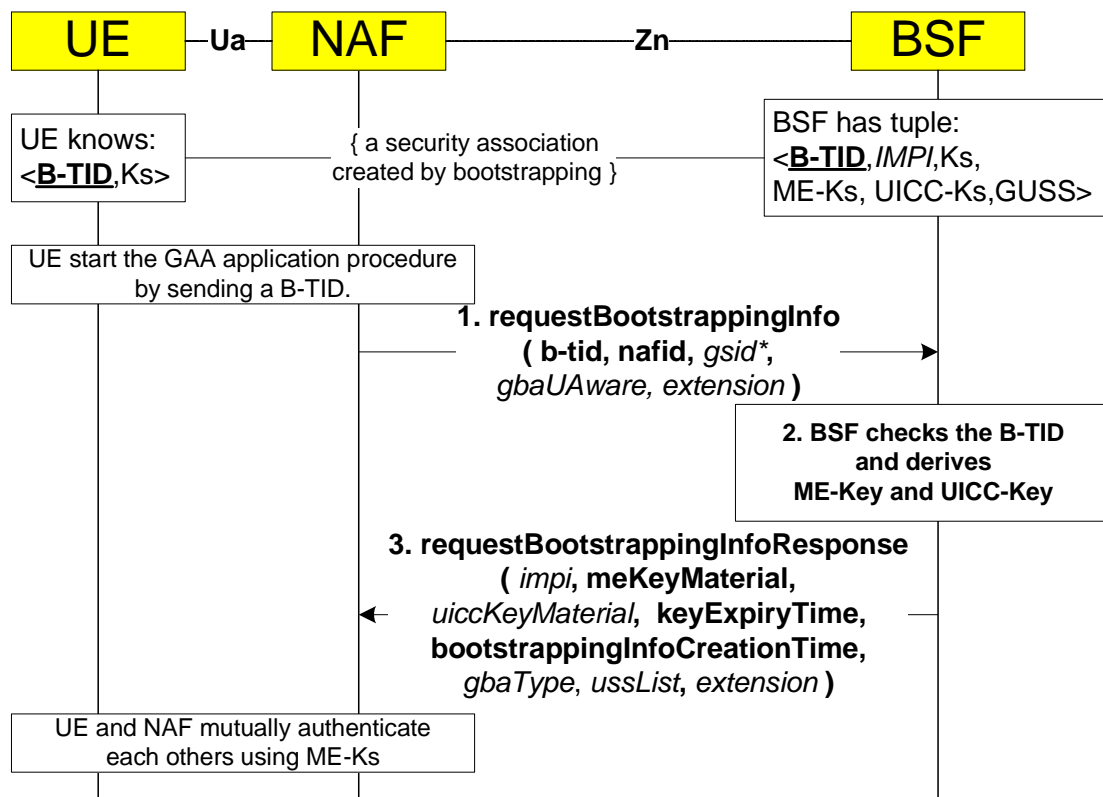 UE Ua NAF Zn BSF
UE knows:
<B-TID,Ks>
{ a security association
created by bootstrapping }
BSF has tuple:
<B-TID,IMPI,Ks,
ME-Ks, UICC-Ks,GUSS>
UE start the GAA application procedure
by sending a B-TID.
1. requestBootstrappingInfo
( b-tid, nafid, gsid*,
gbaUAware, extension )
2. BSF checks the B-TID
and derives
ME-Key and UICC-Key
3. requestBootstrappingInfoResponse
( impi, meKeyMaterial,
uiccKeyMaterial, keyExpiryTime,
bootstrappingInfoCreationTime,
gbaType, ussList, extension )
UE and NAF mutually authenticate
each others using ME-Ks